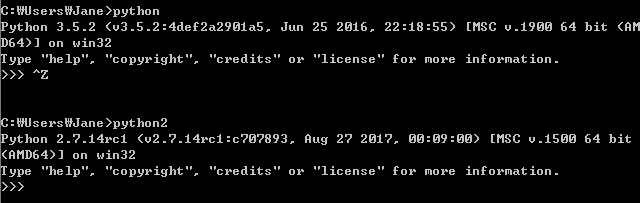 C:₩Users₩Jane>python
Python 3.5.2 (v3.5.2:4def2a2901a5, Jun 25 2016, 22:18:55) [MSC v.1900 64 bit (AM
D64)] on win32
Type "help", "copyright", "credits" or "license" for more information.
>>> ^Z
C:₩Users₩Jane>python2
Python 2.7.14rc1 (v2.7.14rc1:c707893, Aug 27 2017, 00:09:00) [MSC v.1500 64 bit
(AMD64)] on win32
Type "help", "copyright", "credits" or "license" for more information.
>>>